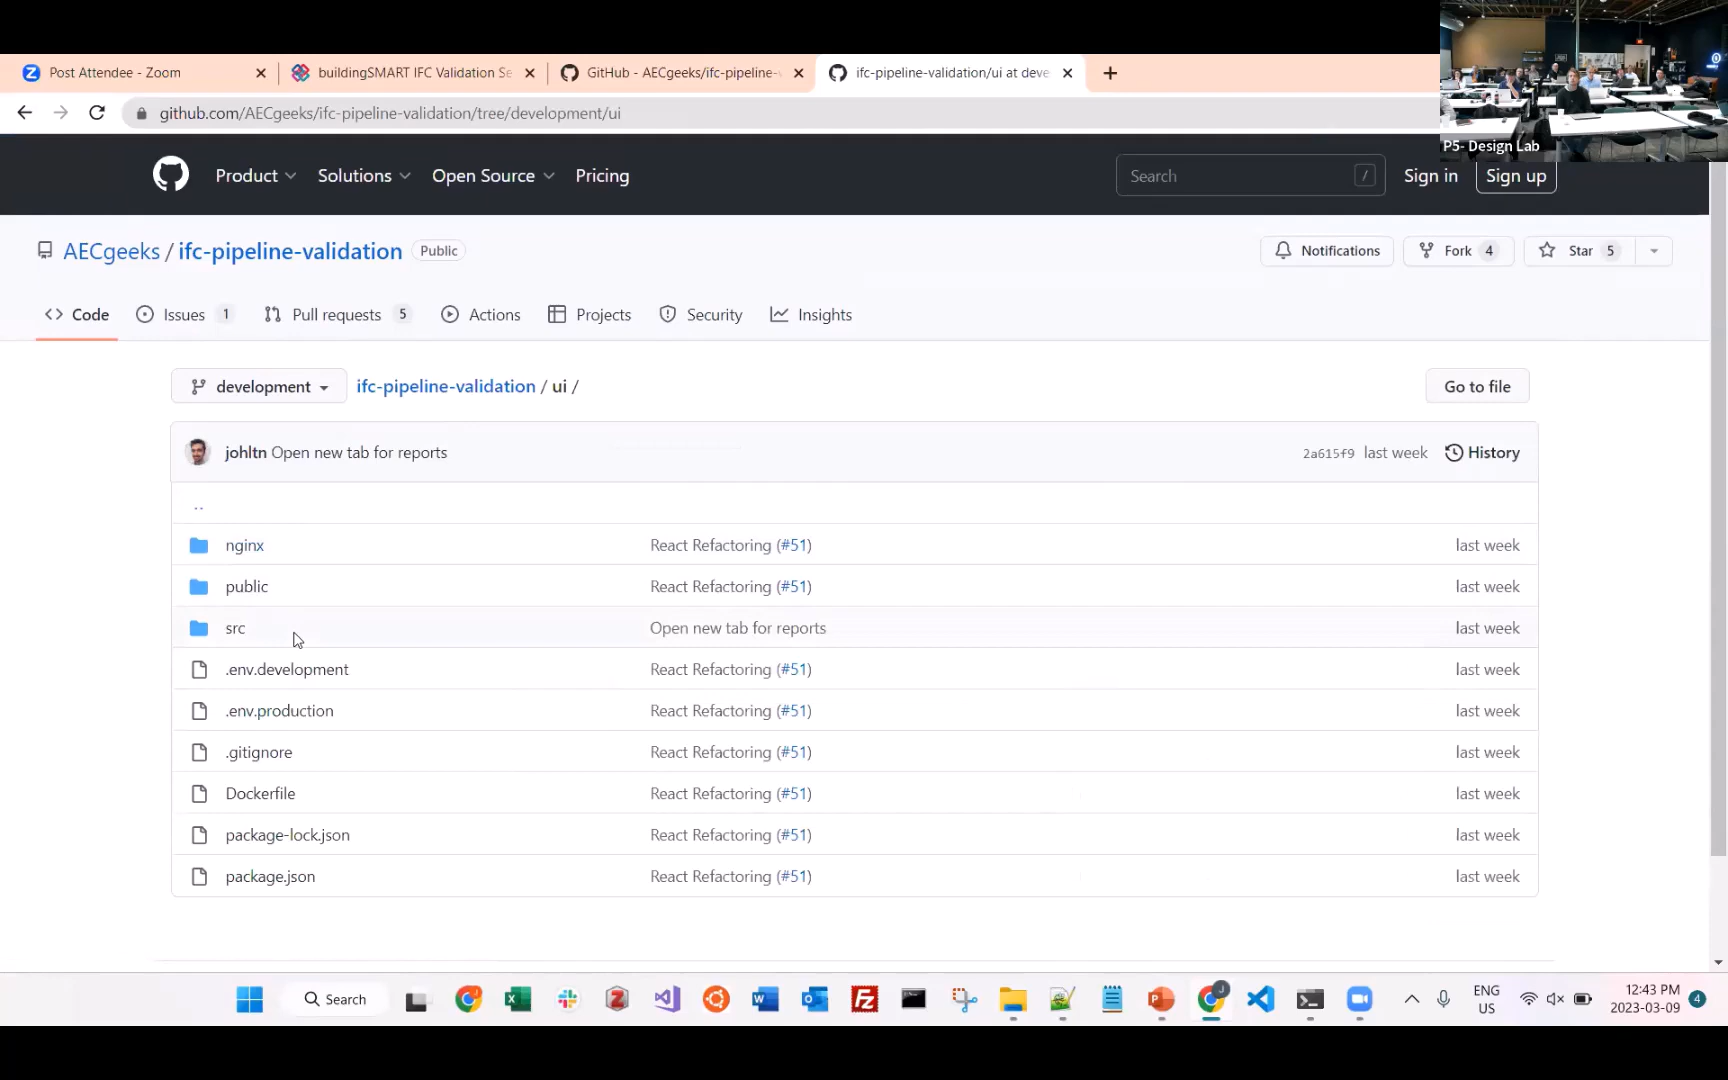 Post Attendee - Zoom
buildingSMART IFC Validation Se
GitHub - AECgeeks/ifc-pipeline-
ifc-pipeline-validation/ui at deve
github.com/AECgeeks/ifc-pipeline-validation/tree/development/ui
P5- Design Lab
Product
Solutions
Open Source
Pricing
Search /
Sign in
Sign up
AECgeeks / ifc-pipeline-validation Public
Notifications
Fork 4
Star 5
Code
Issues 1
Pull requests 5
Actions
Projects
Security
Insights
development
ifc-pipeline-validation / ui /
Go to file
johltn Open new tab for reports
2a615f9 last week
History
..
nginx React Refactoring (#51) last week
public React Refactoring (#51) last week
src Open new tab for reports last week
.env.development React Refactoring (#51) last week
.env.production React Refactoring (#51) last week
.gitignore React Refactoring (#51) last week
Dockerfile React Refactoring (#51) last week
package-lock.json React Refactoring (#51) last week
package.json React Refactoring (#51) last week
Search
ENG
US
12:43 PM
2023-03-09
4